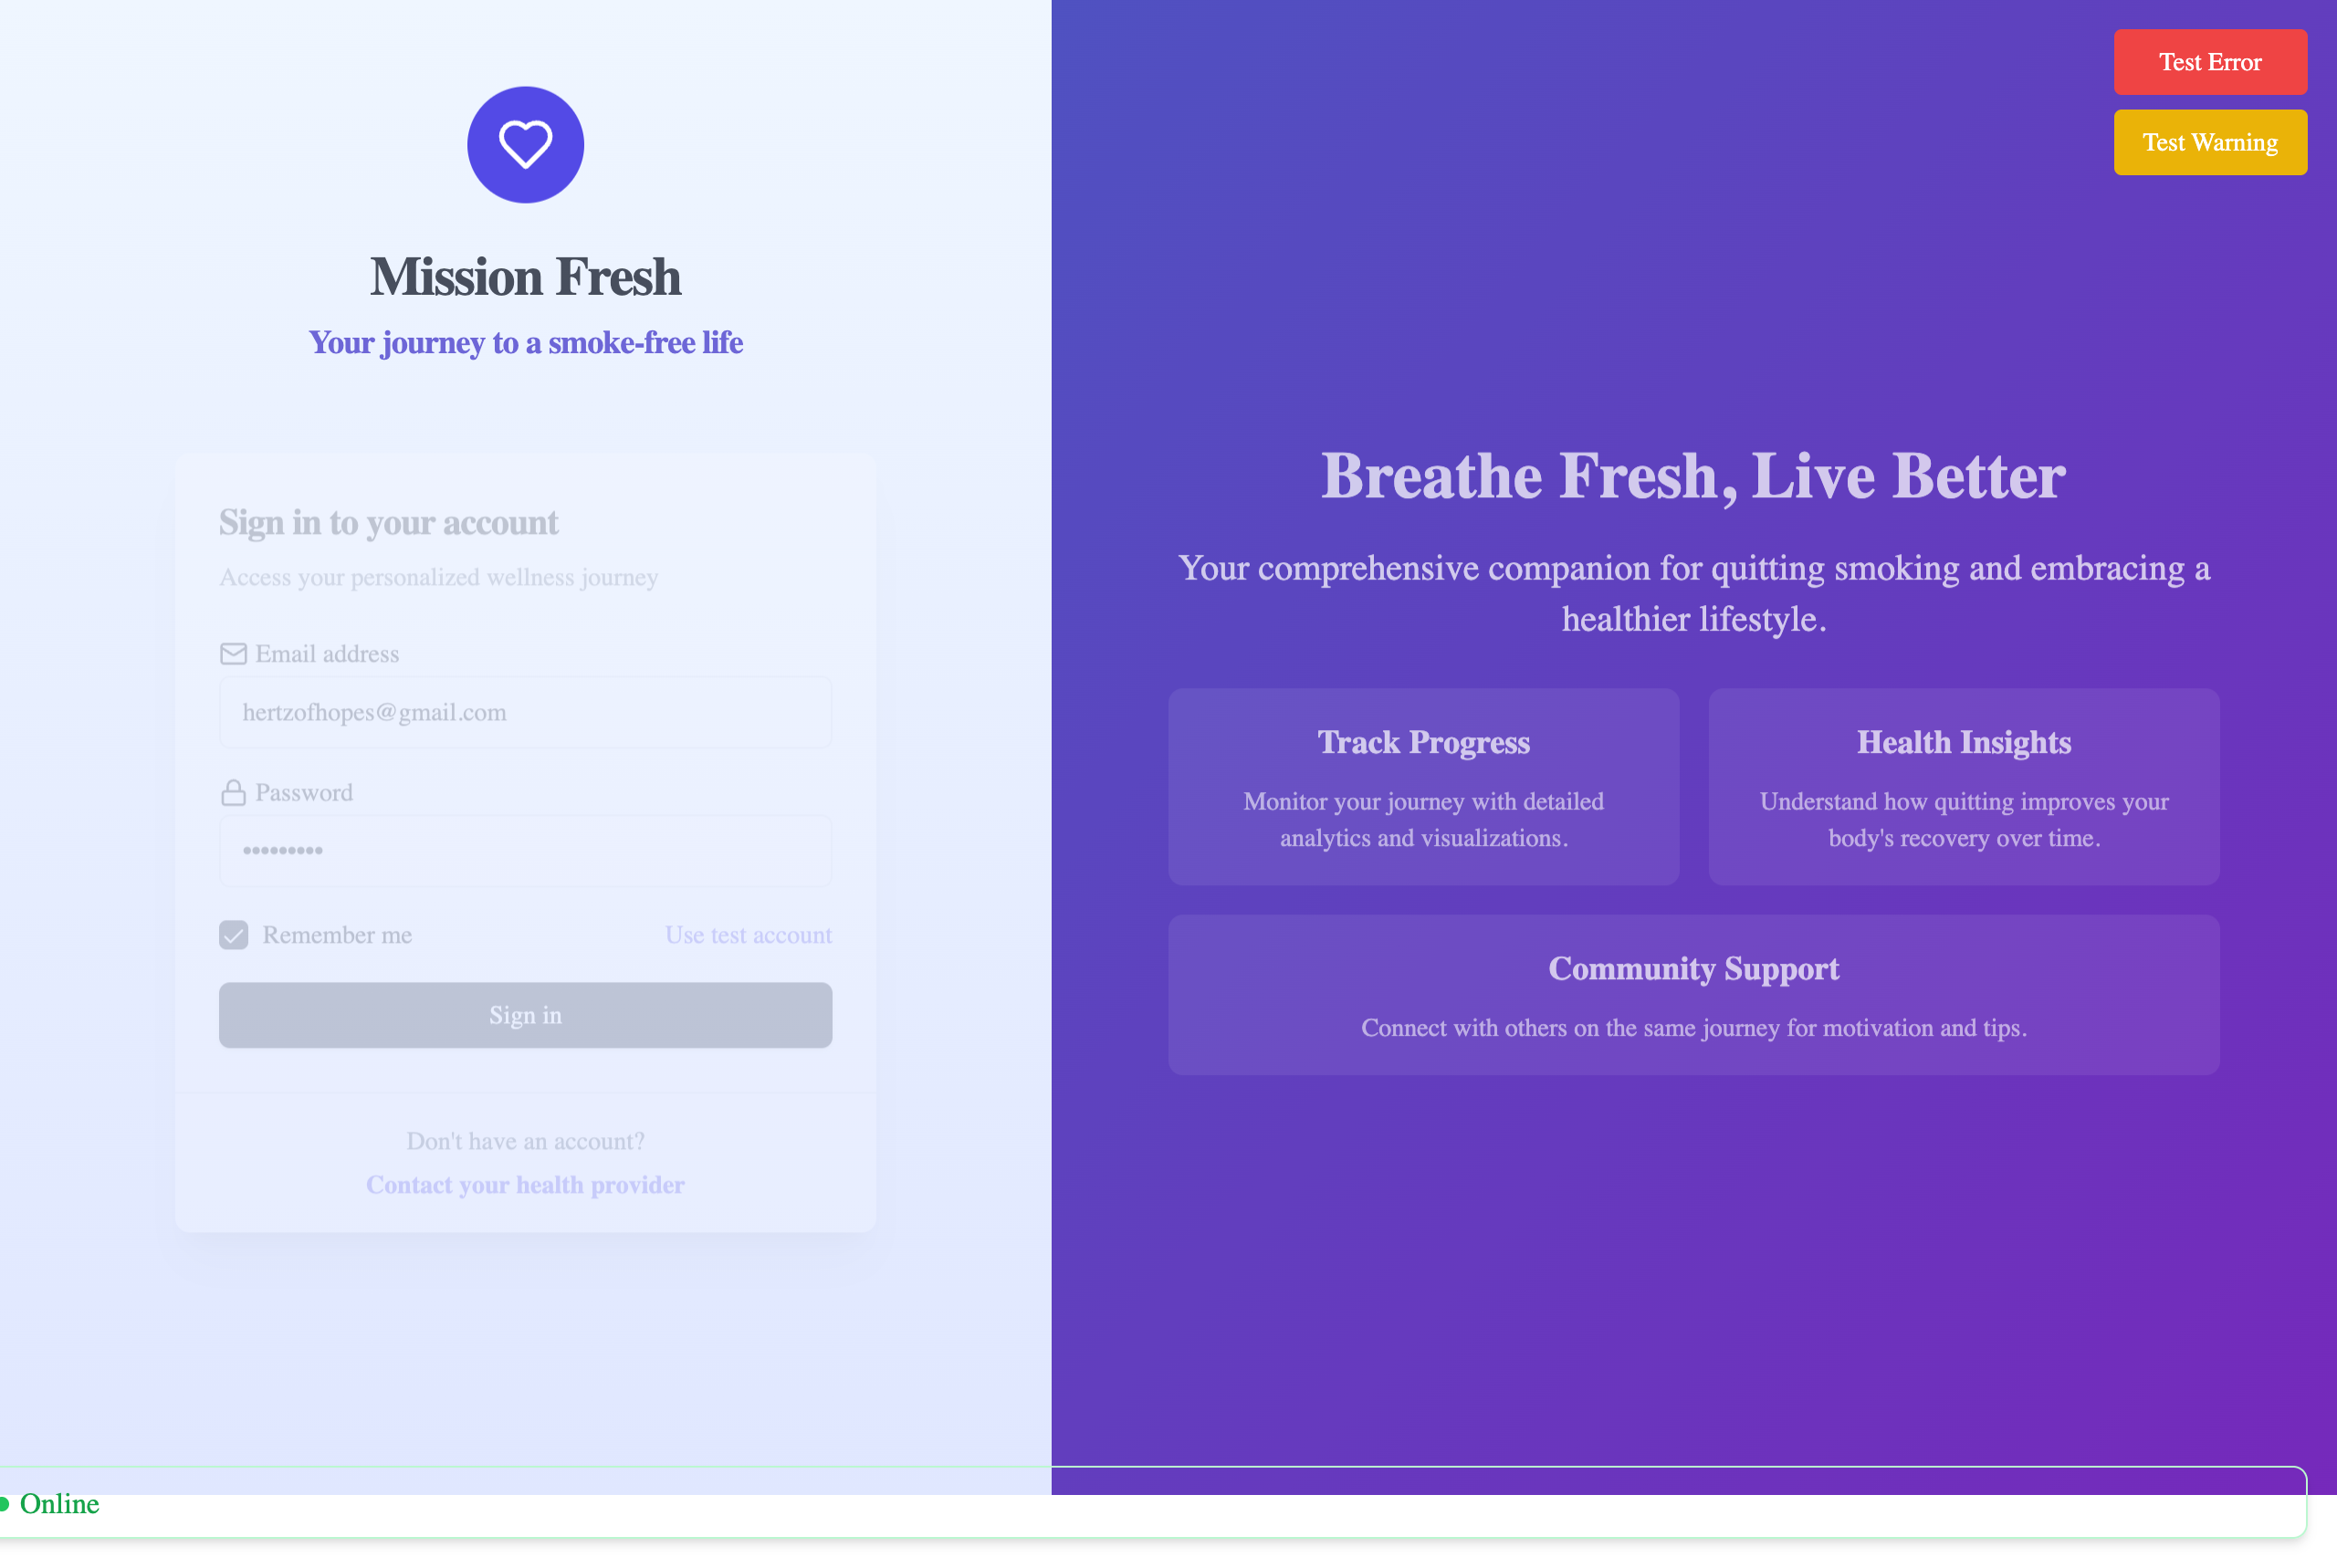 Mission Fresh
Your journey to a smoke-free life
Sign in to your account
Access your personalized wellness journey
Email address
hertzofhopes@gmail.com
Password
•••••••••
Remember me
Use test account
Sign in
Don't have an account?
Contact your health provider
Test Error
Test Warning
Breathe Fresh, Live Better
Your comprehensive companion for quitting smoking and embracing a
healthier lifestyle.
Track Progress
Monitor your journey with detailed
analytics and visualizations.
Health Insights
Understand how quitting improves your
body's recovery over time.
Community Support
Connect with others on the same journey for motivation and tips.
Online